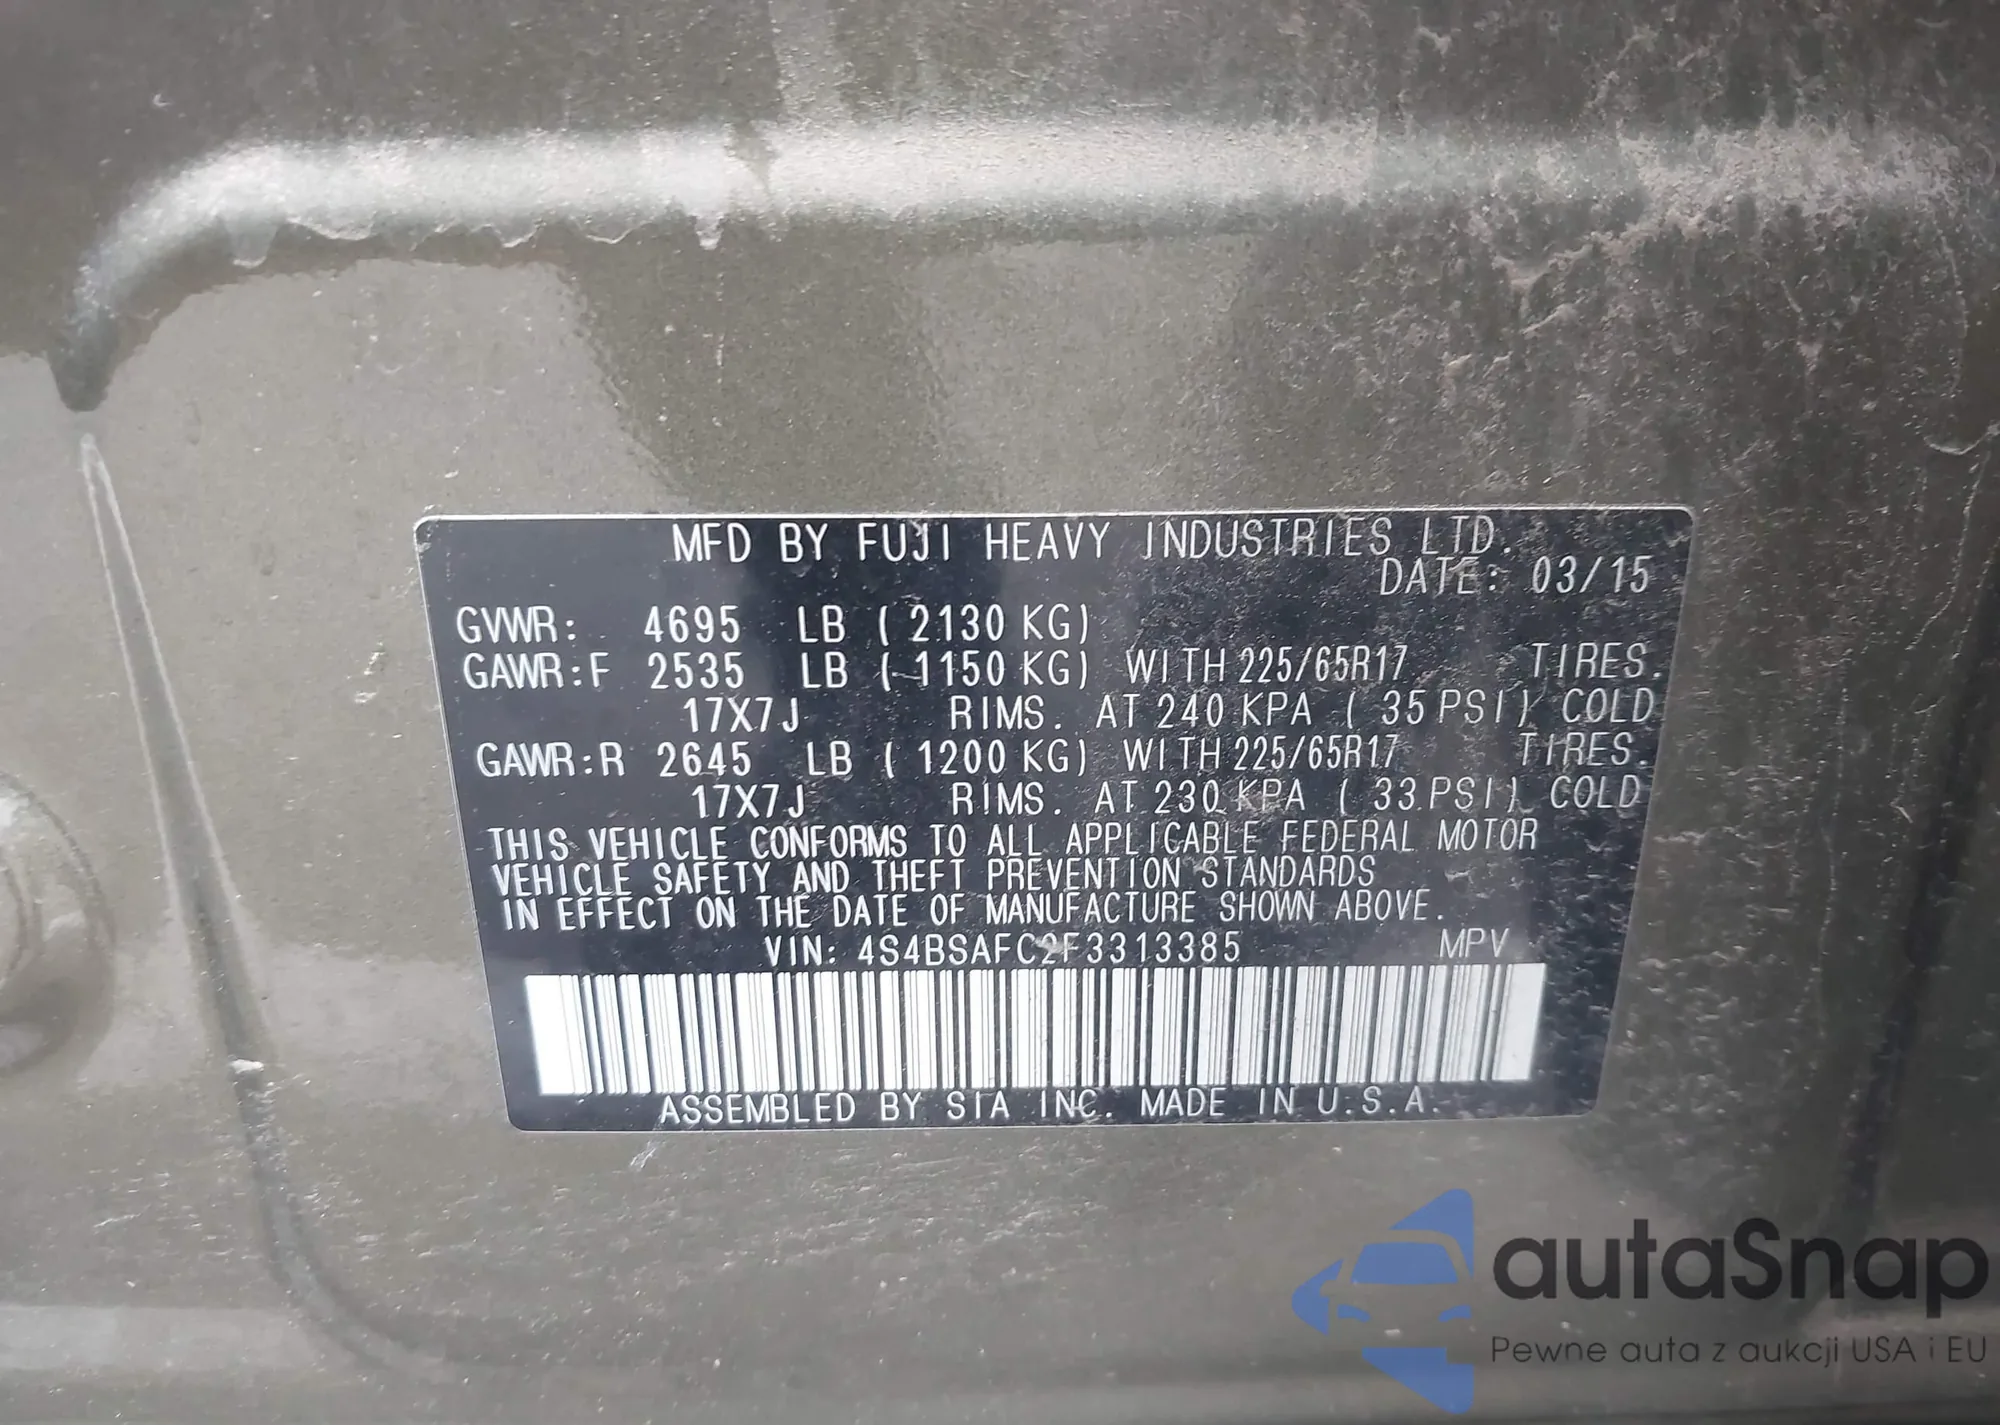 MFD BY FUJI HEAVY INDUSTRIES LTD.
DATE: 03/15
GVWR: 4695 LB ( 2130 KG)
GAWR:F 2535 LB ( 1150 KG) WITH 225/65R17 TIRES.
17X7J RIMS. AT 240 KPA ( 35 PSI) COLD
GAWR:R 2645 LB ( 1200 KG) WITH 225/65R17 TIRES.
17X7J RIMS. AT 230 KPA ( 33 PSI) COLD
THIS VEHICLE CONFORMS TO ALL APPLICABLE FEDERAL MOTOR
VEHICLE SAFETY AND THEFT PREVENTION STANDARDS
IN EFFECT ON THE DATE OF MANUFACTURE SHOWN ABOVE.
VIN: 4S4BSAFC2F3313385 MPV
ASSEMBLED BY SIA INC. MADE IN U.S.A.
autaSnap
Pewne auta z aukcji USA i EU